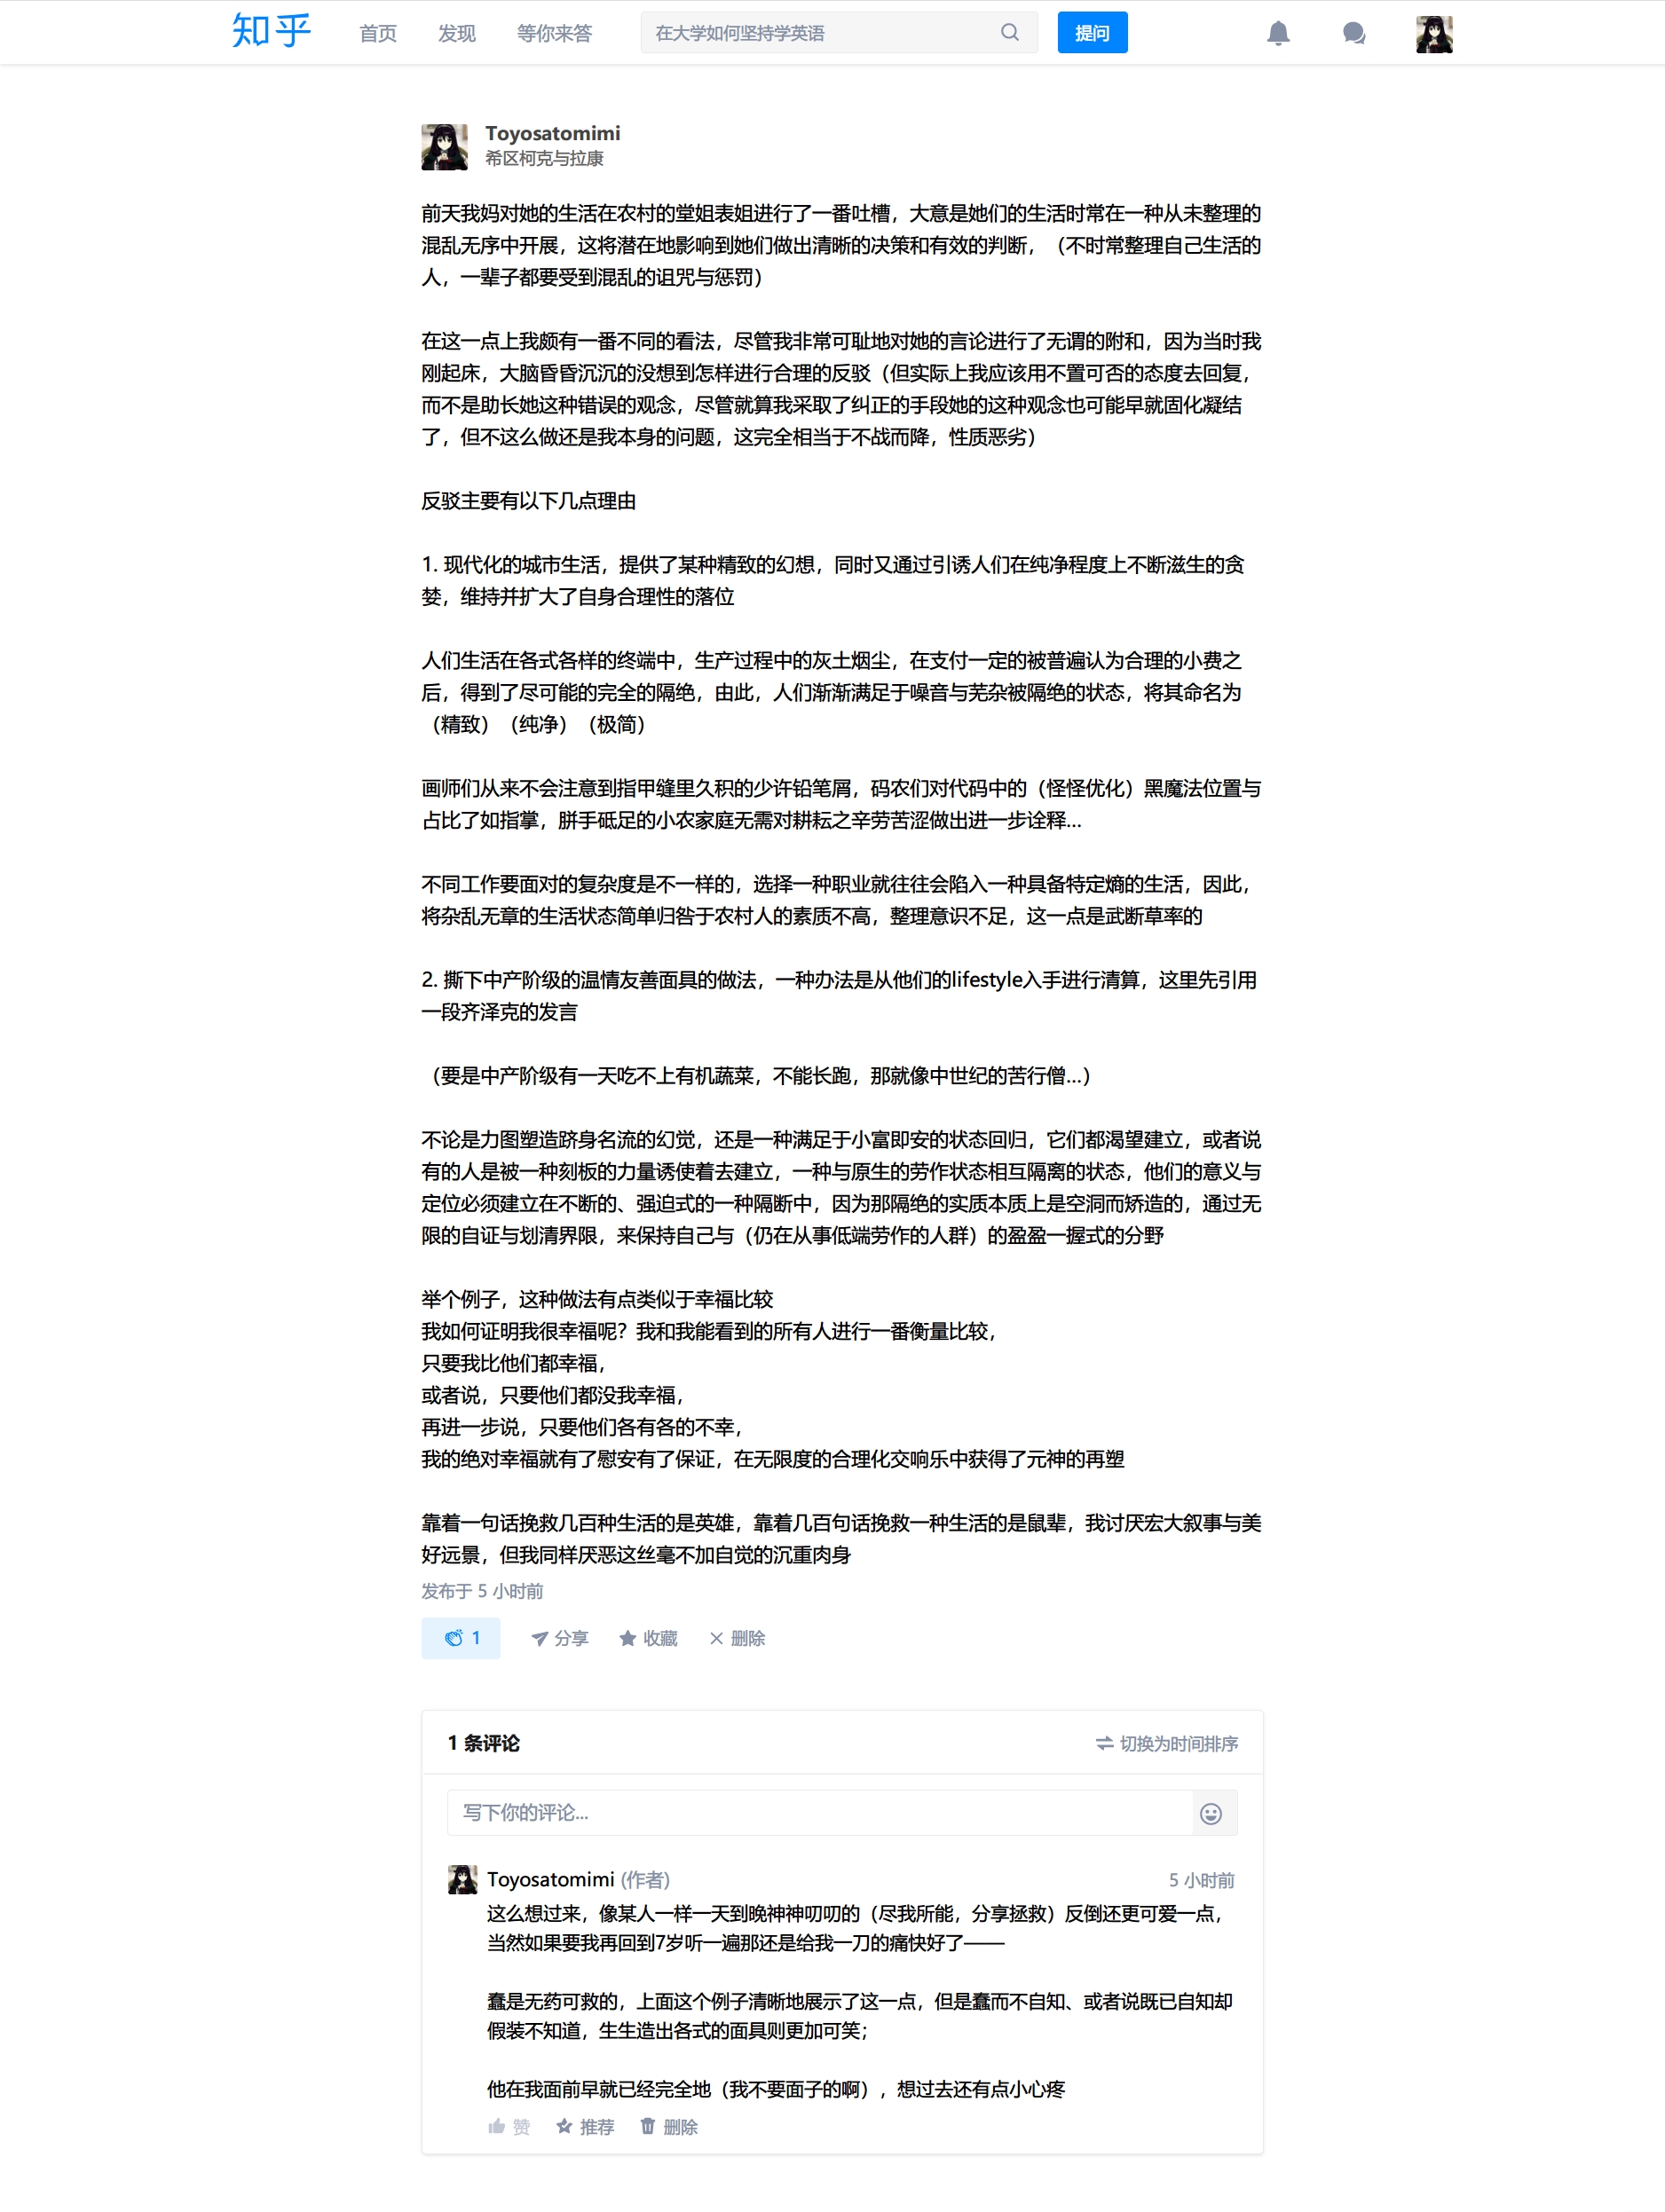 知乎 首页 发现 等你来答 在大学如何坚持学英语 提问
Toyosatomimi
希区柯克与拉康
前天我妈对她的生活在农村的堂姐表姐进行了一番吐槽，大意是她们的生活时常在一种从未整理的
混乱无序中开展，这将潜在地影响到她们做出清晰的决策和有效的判断，（不时常整理自己生活的
人，一辈子都要受到混乱的诅咒与惩罚）
在这一点上我颇有一番不同的看法，尽管我非常可耻地对她的言论进行了无谓的附和，因为当时我
刚起床，大脑昏昏沉沉的没想到怎样进行合理的反驳（但实际上我应该用不置可否的态度去回复，
而不是助长她这种错误的观念，尽管就算我采取了纠正的手段她的这种观念也可能早就固化凝结
了，但不这么做还是我本身的问题，这完全相当于不战而降，性质恶劣）
反驳主要有以下几点理由
1. 现代化的城市生活，提供了某种精致的幻想，同时又通过引诱人们在纯净程度上不断滋生的贪
婪，维持并扩大了自身合理性的落位
人们生活在各式各样的终端中，生产过程中的灰土烟尘，在支付一定的被普遍认为合理的小费之
后，得到了尽可能的完全的隔绝，由此，人们渐渐满足于噪音与芜杂被隔绝的状态，将其命名为
（精致）（纯净）（极简）
画师们从来不会注意到指甲缝里久积的少许铅笔屑，码农们对代码中的（怪怪优化）黑魔法位置与
占比了如指掌，胼手砥足的小农家庭无需对耕耘之辛劳苦涩做出进一步诠释...
不同工作要面对的复杂度是不一样的，选择一种职业就往往会陷入一种具备特定熵的生活，因此，
将杂乱无章的生活状态简单归咎于农村人的素质不高，整理意识不足，这一点是武断草率的
2. 撕下中产阶级的温情友善面具的做法，一种办法是从他们的lifestyle入手进行清算，这里先引用
一段齐泽克的发言
（要是中产阶级有一天吃不上有机蔬菜，不能长跑，那就像中世纪的苦行僧...）
不论是力图塑造跻身名流的幻觉，还是一种满足于小富即安的状态回归，它们都渴望建立，或者说
有的人是被一种刻板的力量诱使着去建立，一种与原生的劳作状态相互隔离的状态，他们的意义与
定位必须建立在不断的、强迫式的一种隔断中，因为那隔绝的实质本质上是空洞而矫造的，通过无
限的自证与划清界限，来保持自己与（仍在从事低端劳作的人群）的盈盈一握式的分野
举个例子，这种做法有点类似于幸福比较
我如何证明我很幸福呢？我和我能看到的所有人进行一番衡量比较，
只要我比他们都幸福，
或者说，只要他们都没我幸福，
再进一步说，只要他们各有各的不幸，
我的绝对幸福就有了慰安有了保证，在无限度的合理化交响乐中获得了元神的再塑
靠着一句话挽救几百种生活的是英雄，靠着几百句话挽救一种生活的是鼠辈，我讨厌宏大叙事与美
好远景，但我同样厌恶这丝毫不加自觉的沉重肉身
发布于 5 小时前
1 分享 收藏 删除
1 条评论 切换为时间排序
写下你的评论...
Toyosatomimi (作者) 5 小时前
这么想过来，像某人一样一天到晚神神叨叨的（尽我所能，分享拯救）反倒还更可爱一点，
当然如果要我再回到7岁听一遍那还是给我一刀的痛快好了——
蠢是无药可救的，上面这个例子清晰地展示了这一点，但是蠢而不自知、或者说既已自知却
假装不知道，生生造出各式的面具则更加可笑；
他在我面前早就已经完全地（我不要面子的啊），想过去还有点小心疼
赞 推荐 删除